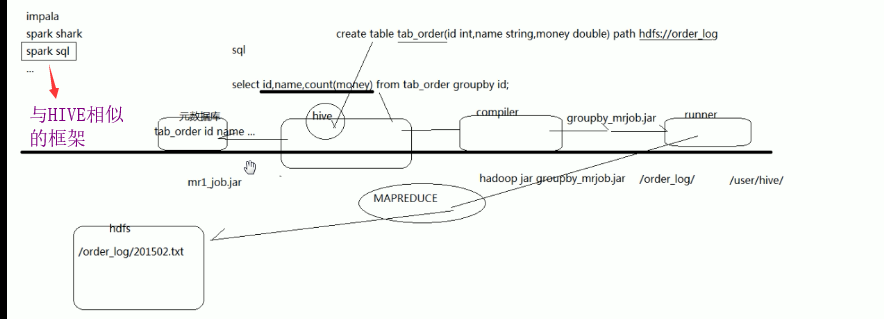 impala
spark shark
spark sql
...
与HIVE相似
的框架
sql
create table tab_order(id int,name string,money double) path hdfs://order_log
select id,name,count(money) from tab_order groupby id;
元数据库
tab_order id name ...
hive
compiler
groupby_mrjob.jar
runner
mr1_job.jar
hadoop jar groupby_mrjob.jar /order_log/ /user/hive/
MAPREDUCE
hdfs
/order_log/201502.txt